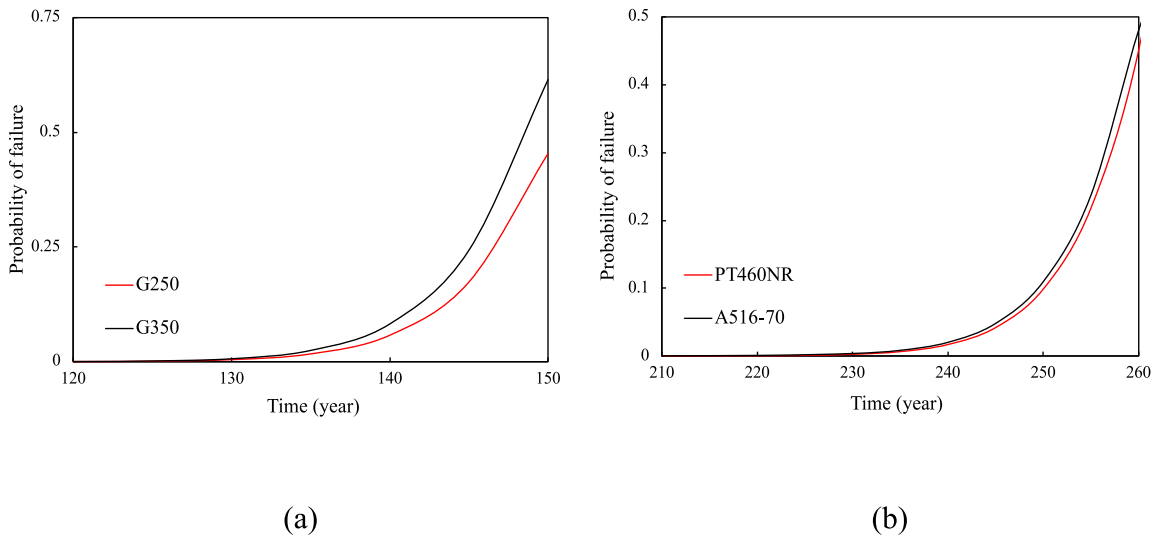 0.75
0.5
0.25
0
Probability of failure
G250
G350
120
130
140
150
Time (year)
(a)
0.5
0.4
0.3
0.2
0.1
0
Probability of failure
PT460NR
A516-70
210
220
230
240
250
260
Time (year)
(b)